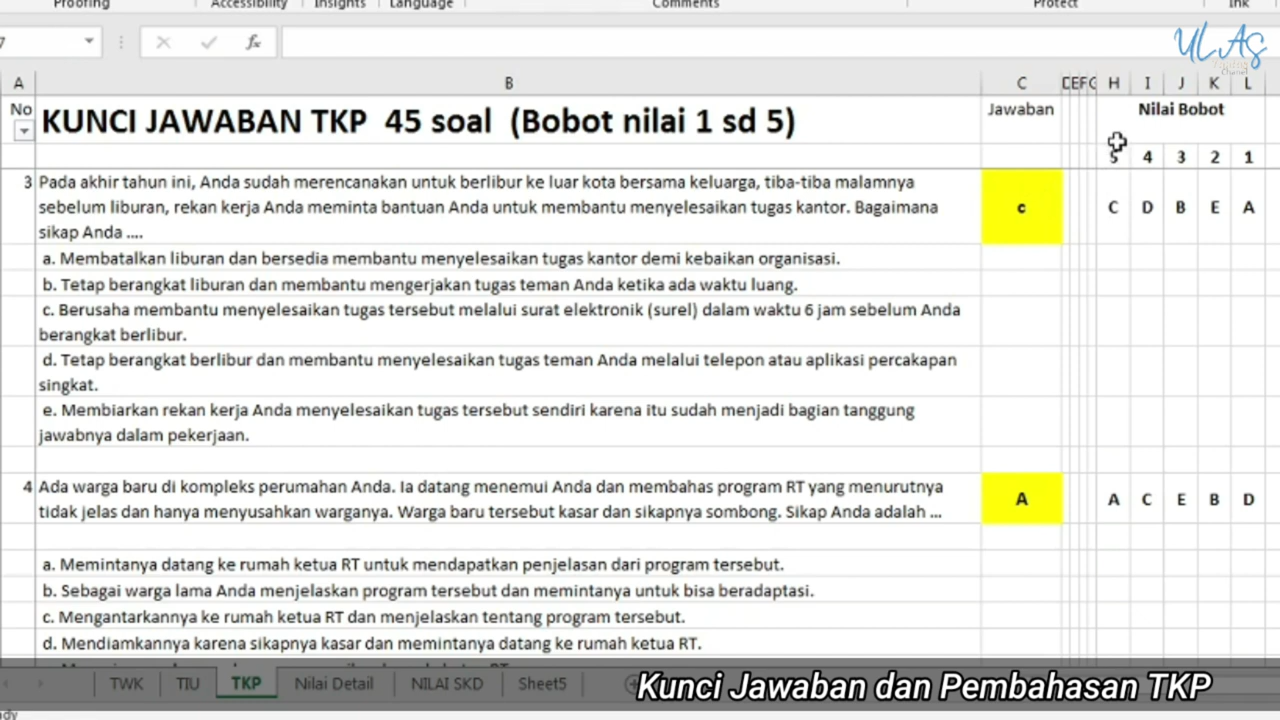 Proofing Accessibility Insights Language Comments Protect Ink
ULAS
Chanel
7 fx
A B C D E F G H I J K L
No KUNCI JAWABAN TKP 45 soal (Bobot nilai 1 sd 5) Jawaban Nilai Bobot
5 4 3 2 1
3 Pada akhir tahun ini, Anda sudah merencanakan untuk berlibur ke luar kota bersama keluarga, tiba-tiba malamnya
sebelum liburan, rekan kerja Anda meminta bantuan Anda untuk membantu menyelesaikan tugas kantor. Bagaimana c C D B E A
sikap Anda ....
a. Membatalkan liburan dan bersedia membantu menyelesaikan tugas kantor demi kebaikan organisasi.
b. Tetap berangkat liburan dan membantu mengerjakan tugas teman Anda ketika ada waktu luang.
c. Berusaha membantu menyelesaikan tugas tersebut melalui surat elektronik (surel) dalam waktu 6 jam sebelum Anda
berangkat berlibur.
d. Tetap berangkat berlibur dan membantu menyelesaikan tugas teman Anda melalui telepon atau aplikasi percakapan
singkat.
e. Membiarkan rekan kerja Anda menyelesaikan tugas tersebut sendiri karena itu sudah menjadi bagian tanggung
jawabnya dalam pekerjaan.
4 Ada warga baru di kompleks perumahan Anda. Ia datang menemui Anda dan membahas program RT yang menurutnya
tidak jelas dan hanya menyusahkan warganya. Warga baru tersebut kasar dan sikapnya sombong. Sikap Anda adalah ... A A C E B D
a. Memintanya datang ke rumah ketua RT untuk mendapatkan penjelasan dari program tersebut.
b. Sebagai warga lama Anda menjelaskan program tersebut dan memintanya untuk bisa beradaptasi.
c. Mengantarkannya ke rumah ketua RT dan menjelaskan tentang program tersebut.
d. Mendiamkannya karena sikapnya kasar dan memintanya datang ke rumah ketua RT.
TWK TIU TKP Nilai Detail NILAI SKD Sheet5
Kunci Jawaban dan Pembahasan TKP